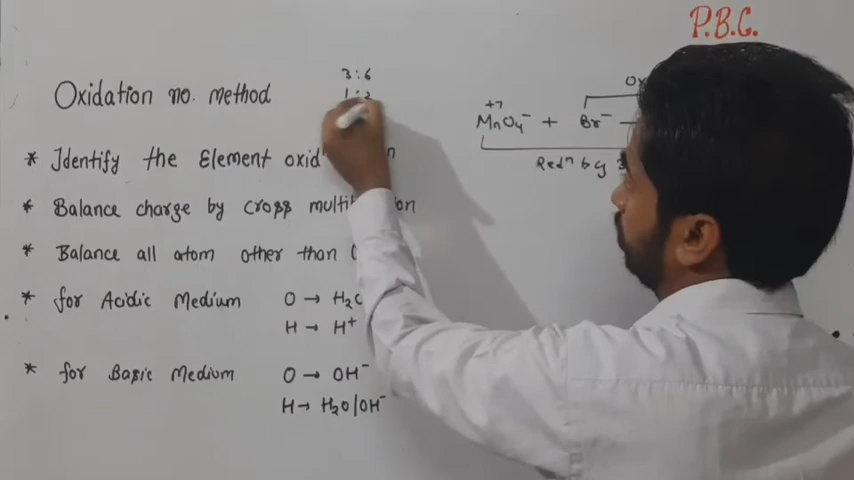 P.B.C.
Oxidation no. method
3 : 6
1 : 2
+7
MnO4⁻ + Br⁻ —
Redⁿ by 3
* Identify the Element oxid
* Balance charge by cross
* Balance all atom other than
* for Acidic Medium O → H2O
H → H⁺
* for Basic Medium O → OH⁻
H → H2O/OH⁻